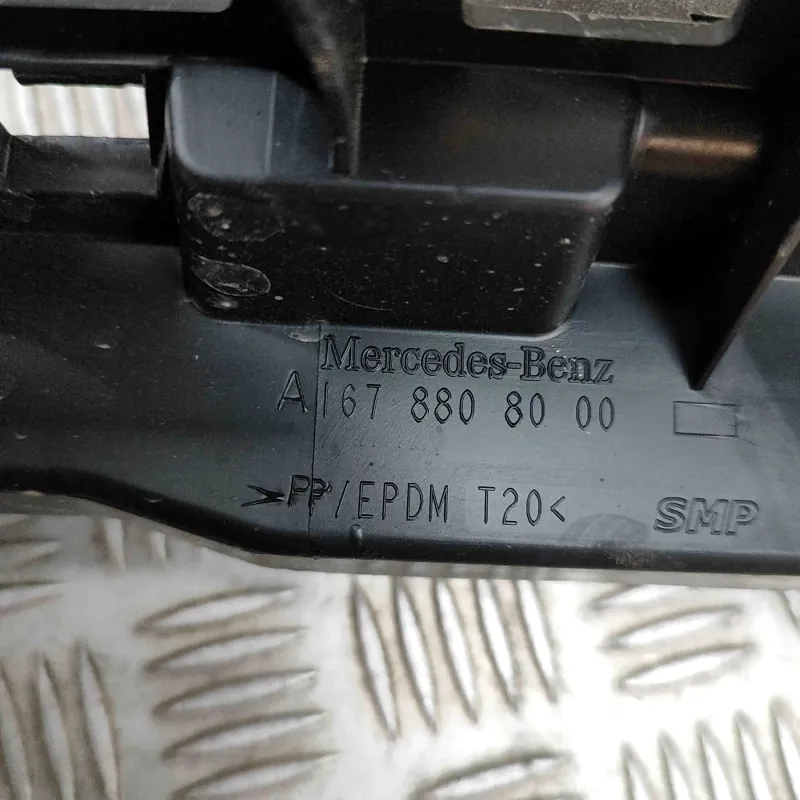 Mercedes-Benz
A 167 880 80 00
>PP/EPDM T20<
SMP